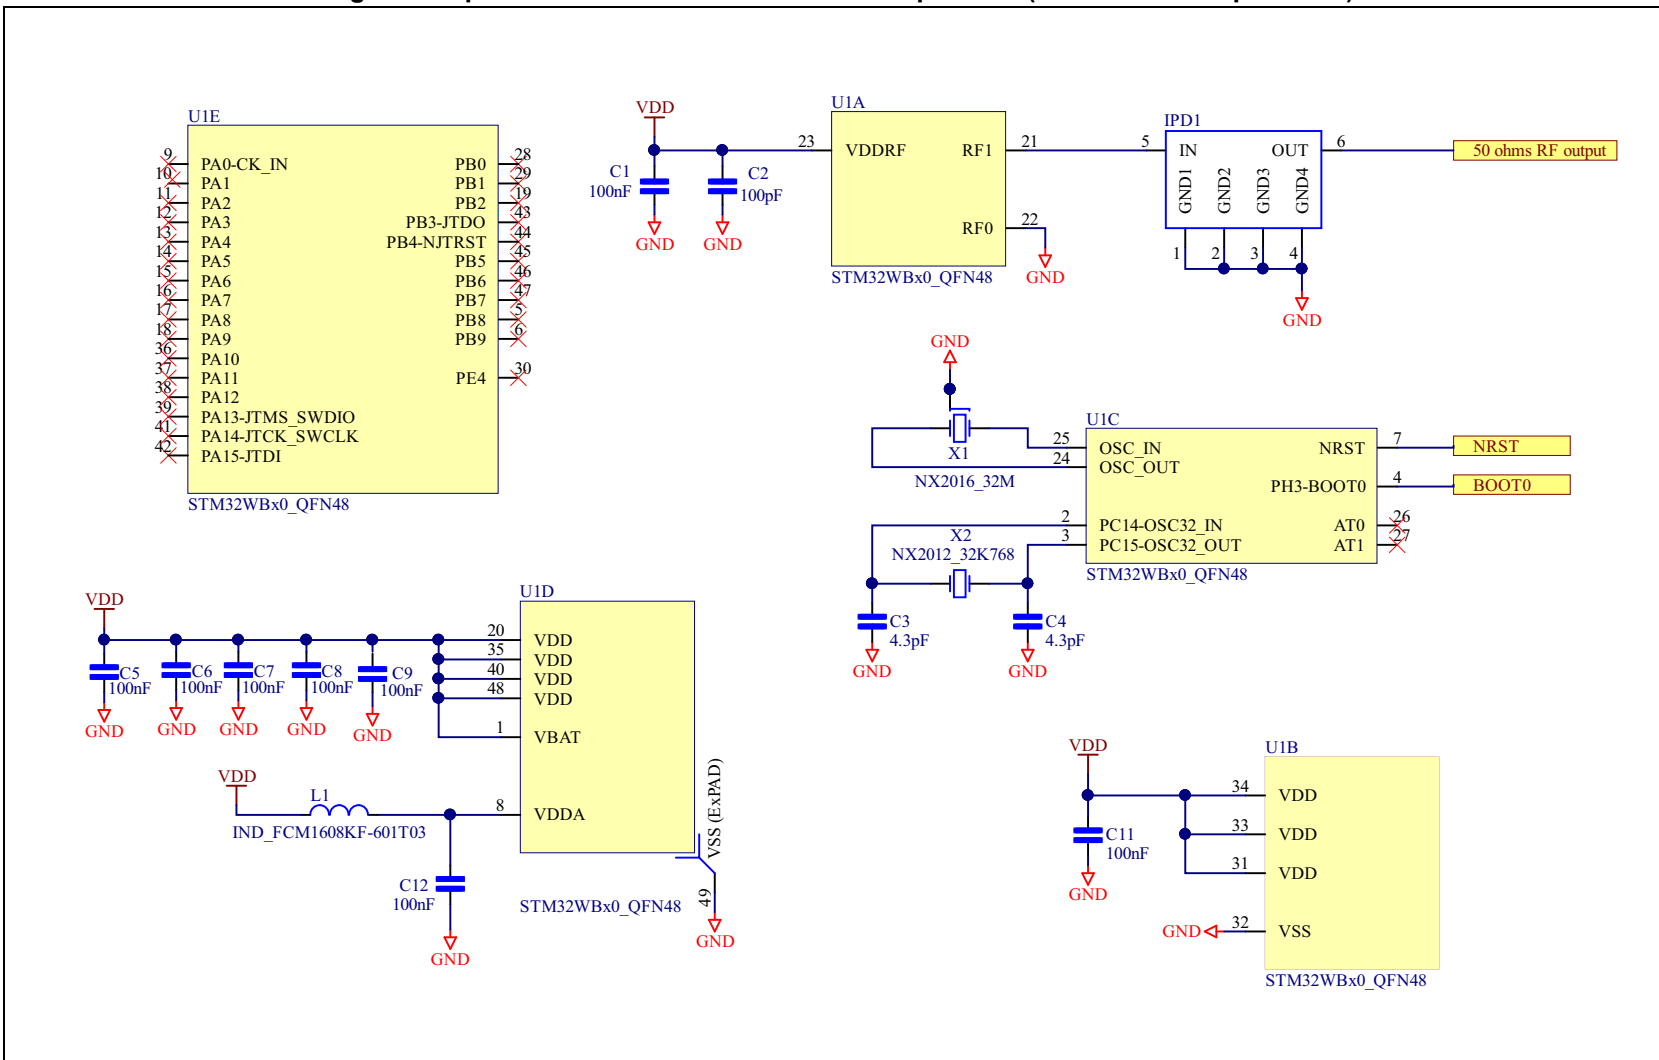 U1E
9 PA0-CK_IN PB0 28
10 PA1 PB1 29
11 PA2 PB2 19
12 PA3 PB3-JTDO 43
13 PA4 PB4-NJTRST 44
14 PA5 PB5 45
15 PA6 PB6 46
16 PA7 PB7 47
17 PA8 PB8 5
18 PA9 PB9 6
36 PA10
37 PA11 PE4 30
38 PA12
39 PA13-JTMS_SWDIO
41 PA14-JTCK_SWCLK
42 PA15-JTDI
STM32WBx0_QFN48
VDD
C1
100nF
GND
C2
100pF
GND
U1A
23 VDDRF RF1 21
RF0 22
GND
STM32WBx0_QFN48
IPD1
5 IN OUT 6
GND1 GND2 GND3 GND4
1 2 3 4
GND
50 ohms RF output
GND
X1
NX2016_32M
U1C
25 OSC_IN NRST 7 NRST
24 OSC_OUT
PH3-BOOT0 4 BOOT0
2 PC14-OSC32_IN AT0 26
3 PC15-OSC32_OUT AT1 27
STM32WBx0_QFN48
X2
NX2012_32K768
C3
4.3pF
GND
C4
4.3pF
GND
VDD
C5
100nF
GND
C6
100nF
GND
C7
100nF
GND
C8
100nF
GND
C9
100nF
GND
U1D
20 VDD
35 VDD
40 VDD
48 VDD
1 VBAT
8 VDDA
VSS (ExPAD)
49
GND
STM32WBx0_QFN48
VDD
L1
IND_FCM1608KF-601T03
C12
100nF
GND
VDD
C11
100nF
GND
U1B
34 VDD
33 VDD
31 VDD
GND 32 VSS
STM32WBx0_QFN48